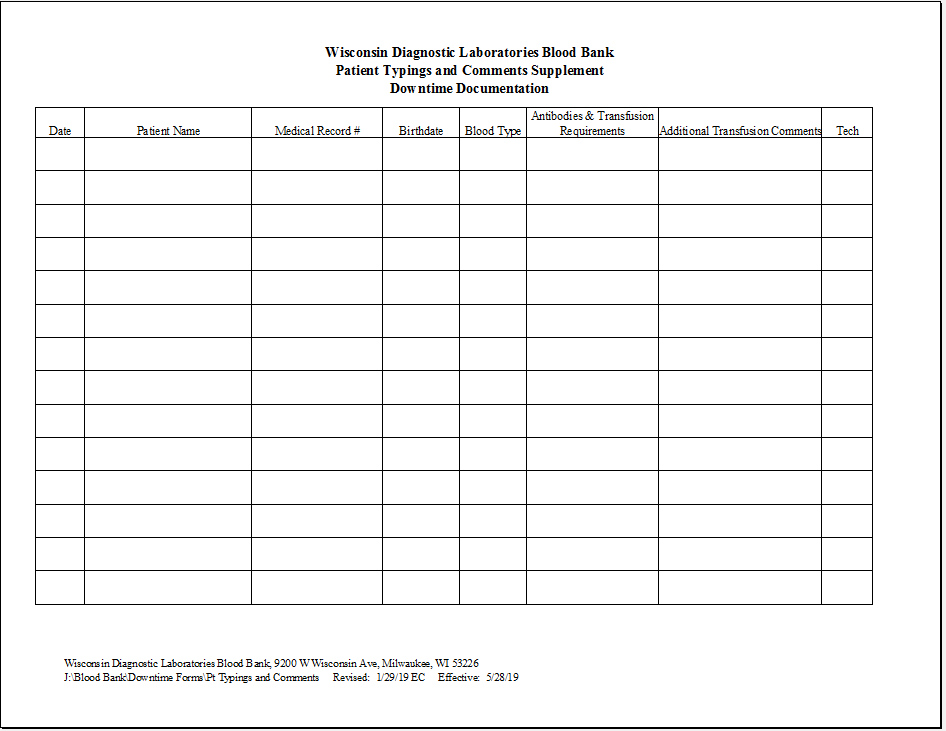 Wisconsin Diagnostic Laboratories Blood Bank
Patient Typings and Comments Supplement
Downtime Documentation
Date Patient Name Medical Record # Birthdate Blood Type Antibodies & Transfusion Requirements Additional Transfusion Comments Tech
Wisconsin Diagnostic Laboratories Blood Bank, 9200 W Wisconsin Ave, Milwaukee, WI 53226
J:\Blood Bank\Downtime Forms\Pt Typings and Comments Revised: 1/29/19 EC Effective: 5/28/19